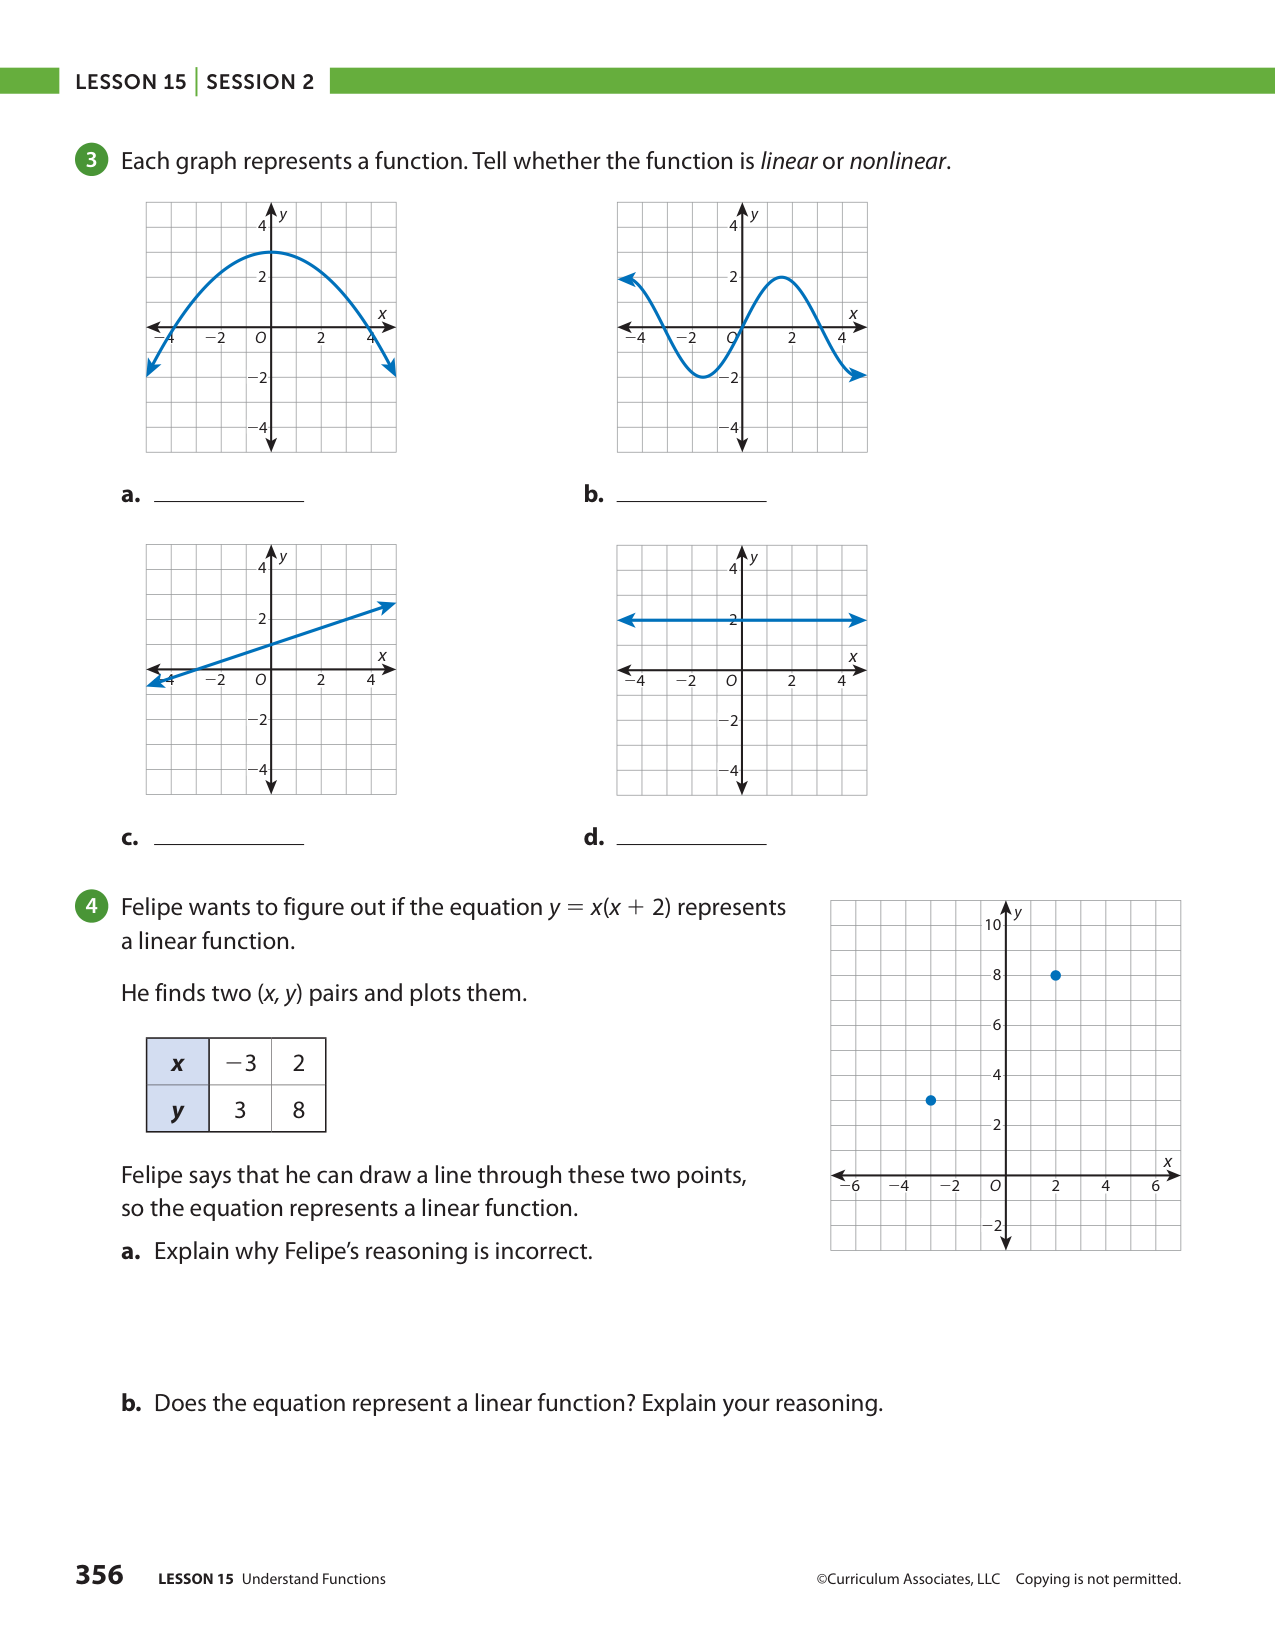 LESSON 15 | SESSION 2
3 Each graph represents a function. Tell whether the function is linear or nonlinear.
y
4
2
x
−4 −2 O 2 4
−2
−4
y
4
2
x
−4 −2 O 2 4
−2
−4
a. b.
y
4
2
x
−4 −2 O 2 4
−2
−4
y
4
2
x
−4 −2 O 2 4
−2
−4
c. d.
4 Felipe wants to figure out if the equation y = x(x + 2) represents
a linear function.
He finds two (x, y) pairs and plots them.
x −3 2
y 3 8
Felipe says that he can draw a line through these two points,
so the equation represents a linear function.
a. Explain why Felipe’s reasoning is incorrect.
y
10
8
6
4
2
x
−6 −4 −2 O 2 4 6
−2
b. Does the equation represent a linear function? Explain your reasoning.
356 LESSON 15 Understand Functions ©Curriculum Associates, LLC Copying is not permitted.